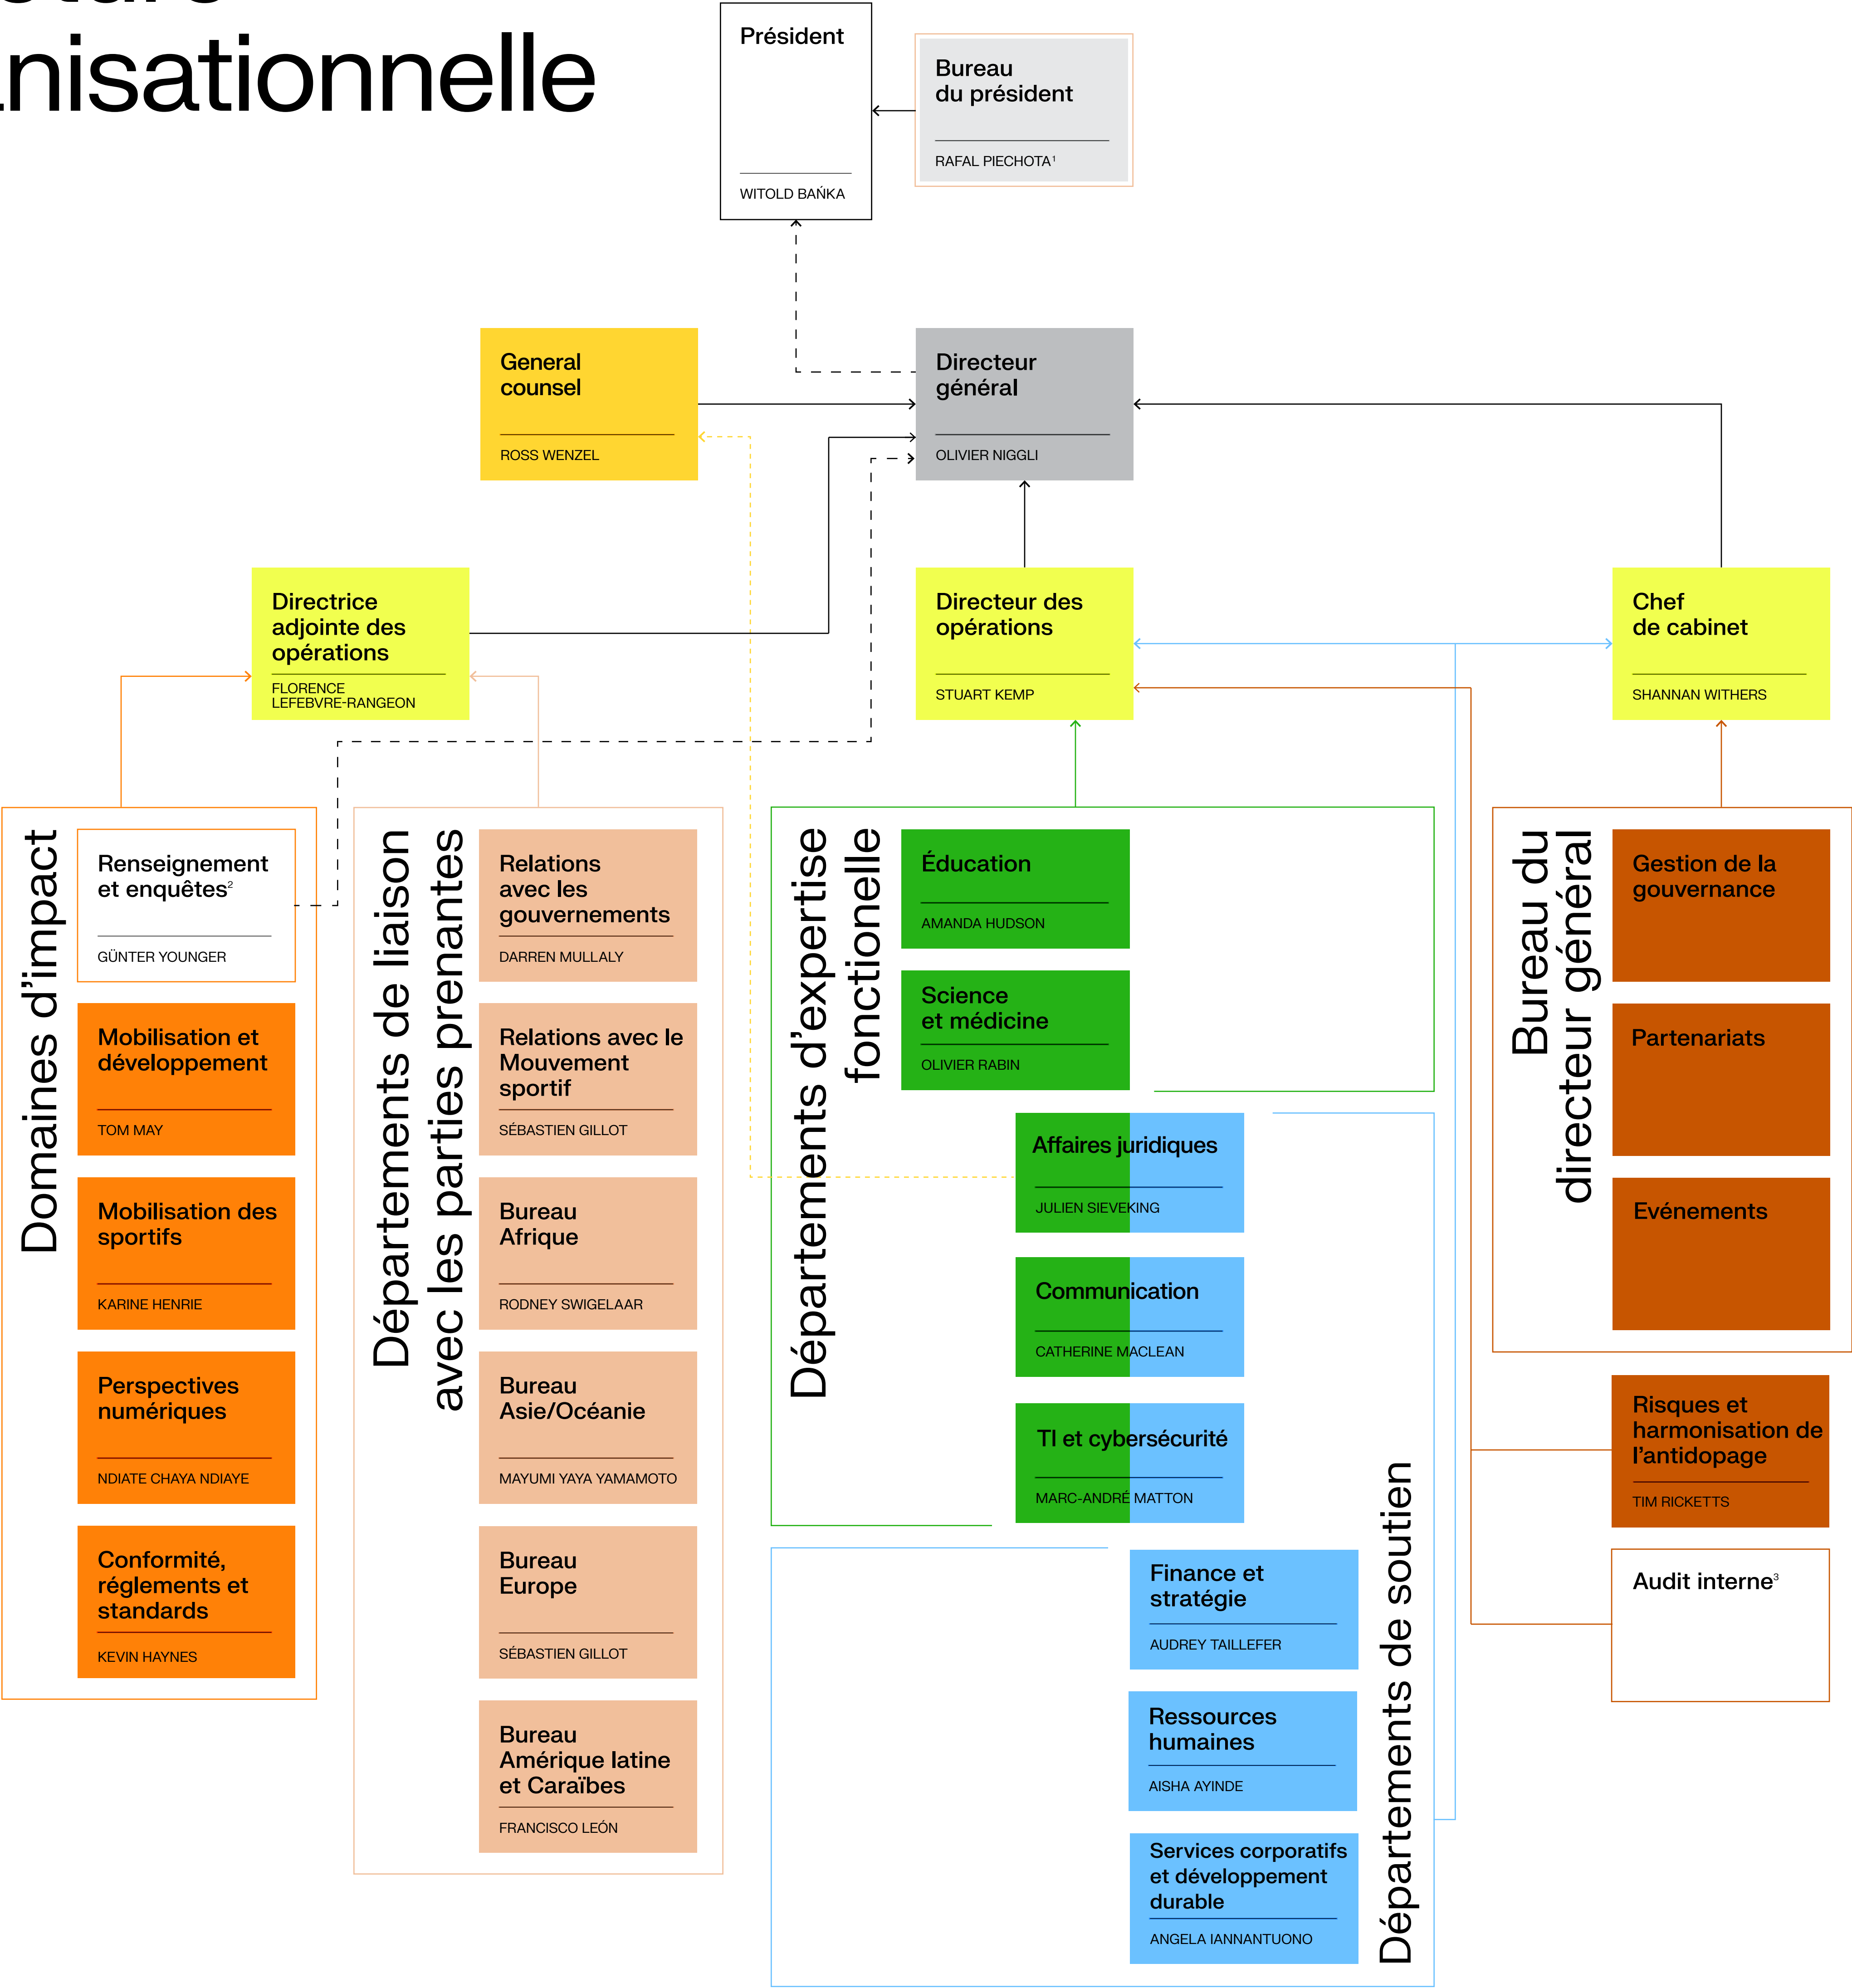 nisationnelle
Président
WITOLD BAŃKA
Bureau
du président
RAFAL PIECHOTA¹
General
counsel
ROSS WENZEL
Directeur
général
OLIVIER NIGGLI
Directrice
adjointe des
opérations
FLORENCE
LEFEBVRE-RANGEON
Directeur des
opérations
STUART KEMP
Chef
de cabinet
SHANNAN WITHERS
Domaines d’impact
Renseignement
et enquêtes²
GÜNTER YOUNGER
Mobilisation et
développement
TOM MAY
Mobilisation des
sportifs
KARINE HENRIE
Perspectives
numériques
NDIATE CHAYA NDIAYE
Conformité,
réglements et
standards
KEVIN HAYNES
Départements de liaison
avec les parties prenantes
Relations
avec les
gouvernements
DARREN MULLALY
Relations avec le
Mouvement
sportif
SÉBASTIEN GILLOT
Bureau
Afrique
RODNEY SWIGELAAR
Bureau
Asie/Océanie
MAYUMI YAYA YAMAMOTO
Bureau
Europe
SÉBASTIEN GILLOT
Bureau
Amérique latine
et Caraïbes
FRANCISCO LEÓN
Départements d’expertise
fonctionelle
Éducation
AMANDA HUDSON
Science
et médicine
OLIVIER RABIN
Affaires juridiques
JULIEN SIEVEKING
Communication
CATHERINE MACLEAN
TI et cybersécurité
MARC-ANDRÉ MATTON
Départements de soutien
Finance et
stratégie
AUDREY TAILLEFER
Ressources
humaines
AISHA AYINDE
Services corporatifs
et développement
durable
ANGELA IANNANTUONO
Bureau du
directeur général
Gestion de la
gouvernance
Partenariats
Evénements
Risques et
harmonisation de
l’antidopage
TIM RICKETTS
Audit interne³